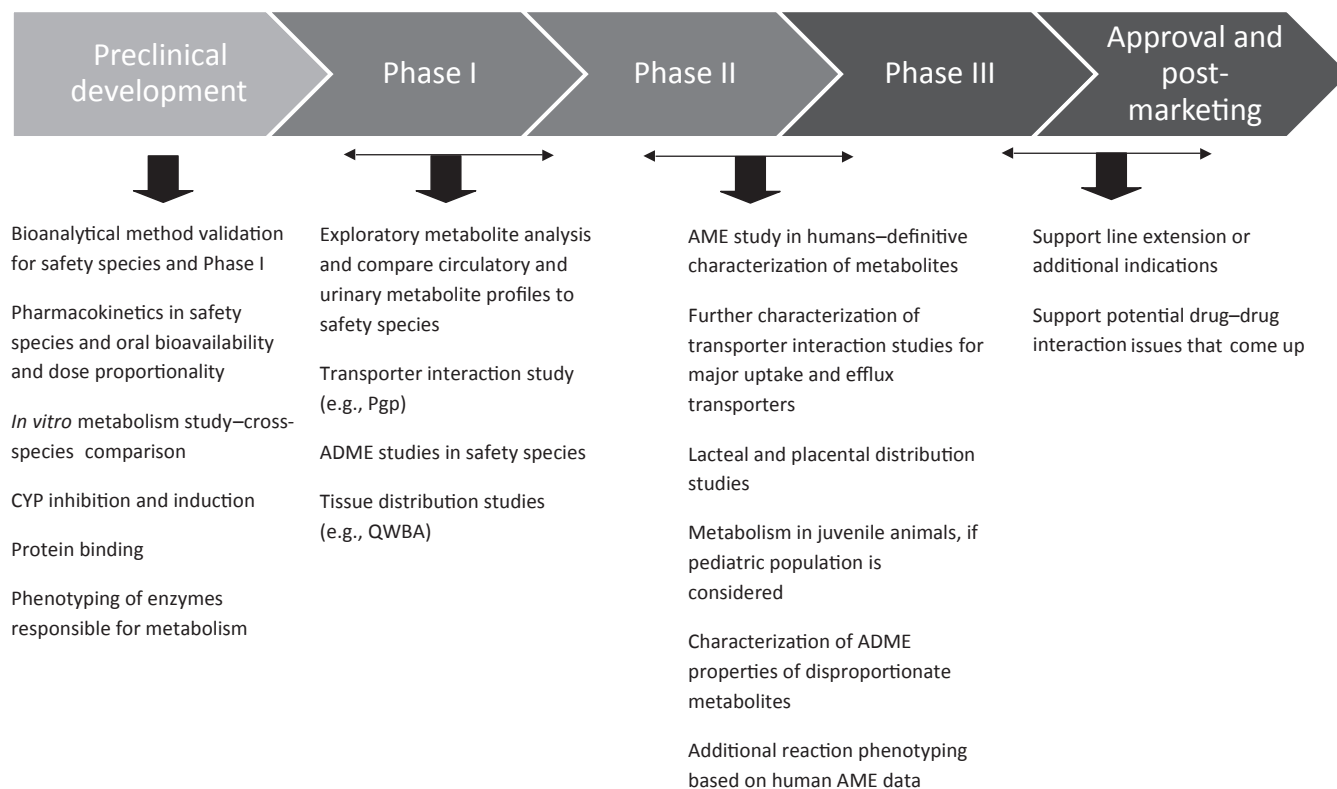 Preclinical
development
Phase I
Phase II
Phase III
Approval and
post-
marketing
Bioanalytical method validation
for safety species and Phase I
Pharmacokinetics in safety
species and oral bioavailability
and dose proportionality
In vitro metabolism study–cross-
species comparison
CYP inhibition and induction
Protein binding
Phenotyping of enzymes
responsible for metabolism
Exploratory metabolite analysis
and compare circulatory and
urinary metabolite profiles to
safety species
Transporter interaction study
(e.g., Pgp)
ADME studies in safety species
Tissue distribution studies
(e.g., QWBA)
AME study in humans–definitive
characterization of metabolites
Further characterization of
transporter interaction studies for
major uptake and efflux
transporters
Lacteal and placental distribution
studies
Metabolism in juvenile animals, if
pediatric population is
considered
Characterization of ADME
properties of disproportionate
metabolites
Additional reaction phenotyping
based on human AME data
Support line extension or
additional indications
Support potential drug–drug
interaction issues that come up